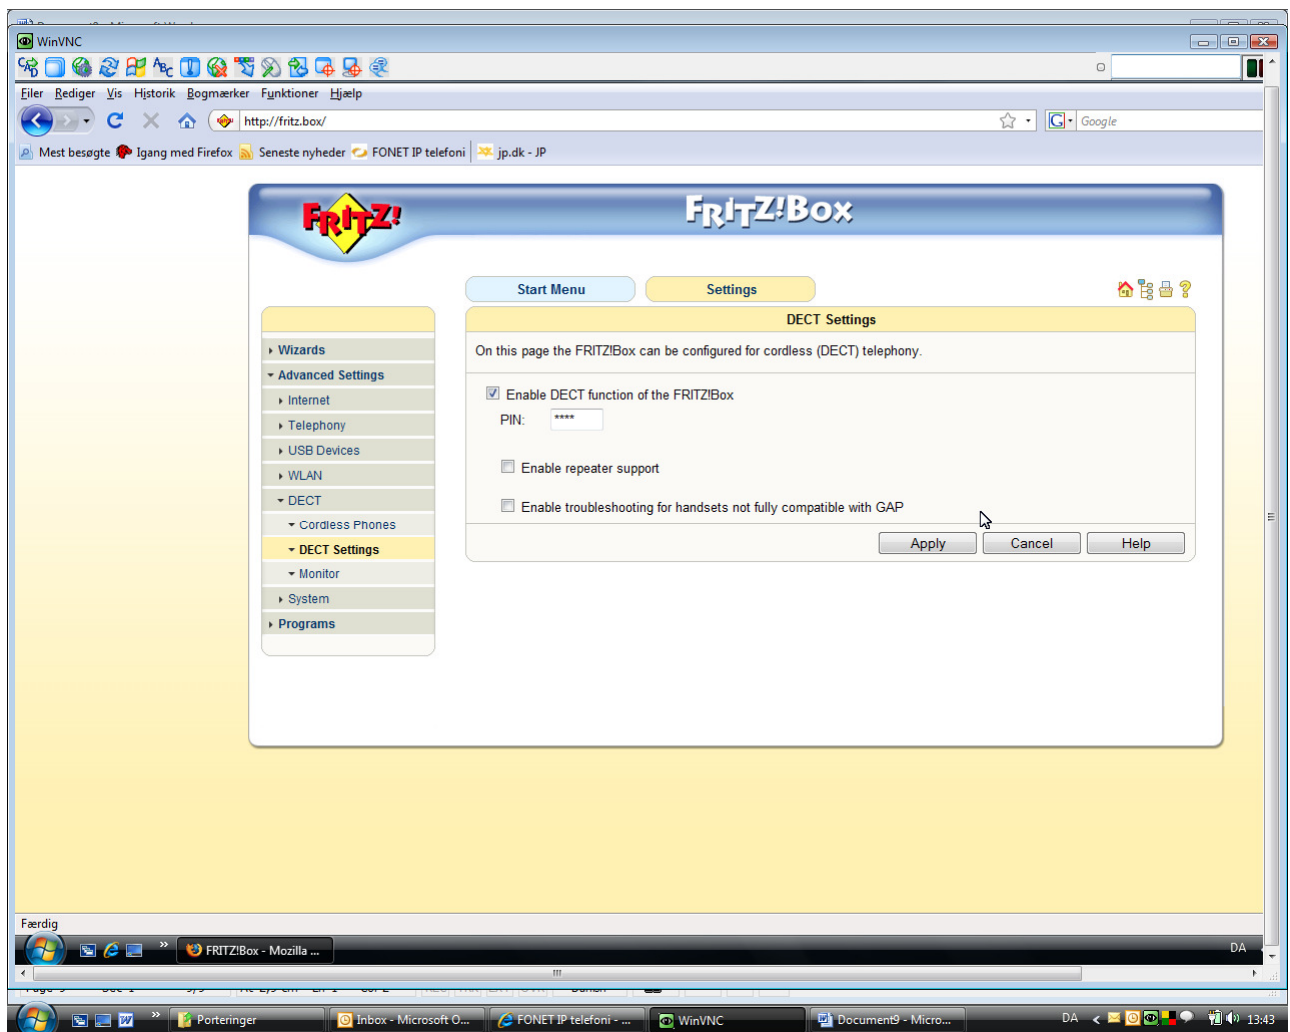 WinVNC
Filer Rediger Vis Historik Bogmærker Funktioner Hjælp
http://fritz.box/
Google
Mest besøgte Igang med Firefox Seneste nyheder FONET IP telefoni jp.dk - JP
FRITZ!
FRITZ!Box
Start Menu Settings
DECT Settings
Wizards
Advanced Settings
Internet
Telephony
USB Devices
WLAN
DECT
Cordless Phones
DECT Settings
Monitor
System
Programs
On this page the FRITZ!Box can be configured for cordless (DECT) telephony.
Enable DECT function of the FRITZ!Box
PIN: ****
Enable repeater support
Enable troubleshooting for handsets not fully compatible with GAP
Apply Cancel Help
Færdig
FRITZ!Box - Mozilla ... DA
Porteringer Inbox - Microsoft O... FONET IP telefoni - ... WinVNC Document9 - Micro... DA 13:43